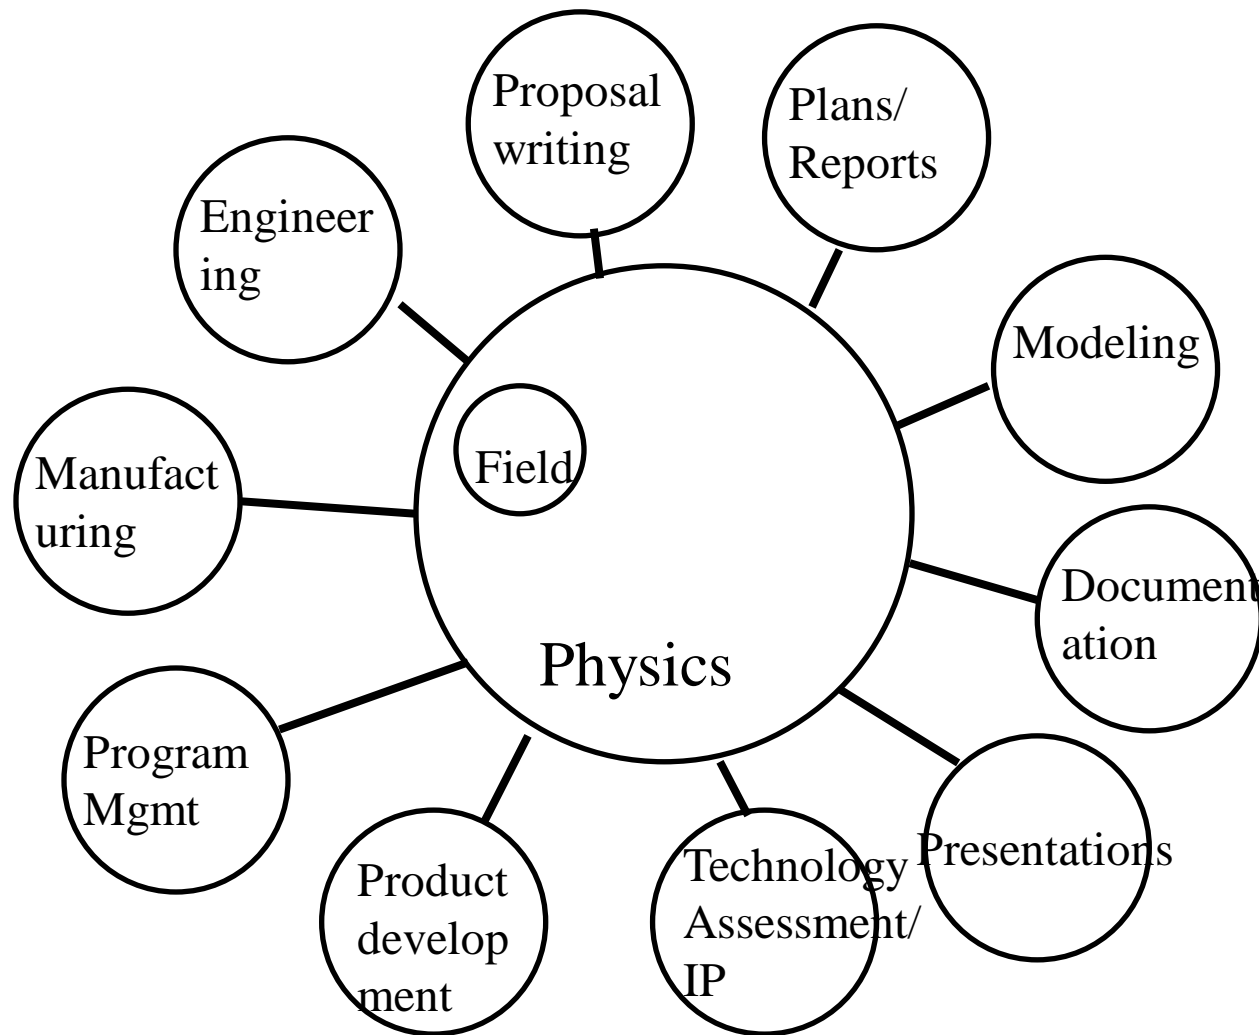 Proposal
writing
Plans/
Reports
Engineer
ing
Modeling
Field
Manufact
uring
Document
ation
Physics
Program
Mgmt
Product
develop
ment
Technology
Assessment/
IP
Presentations